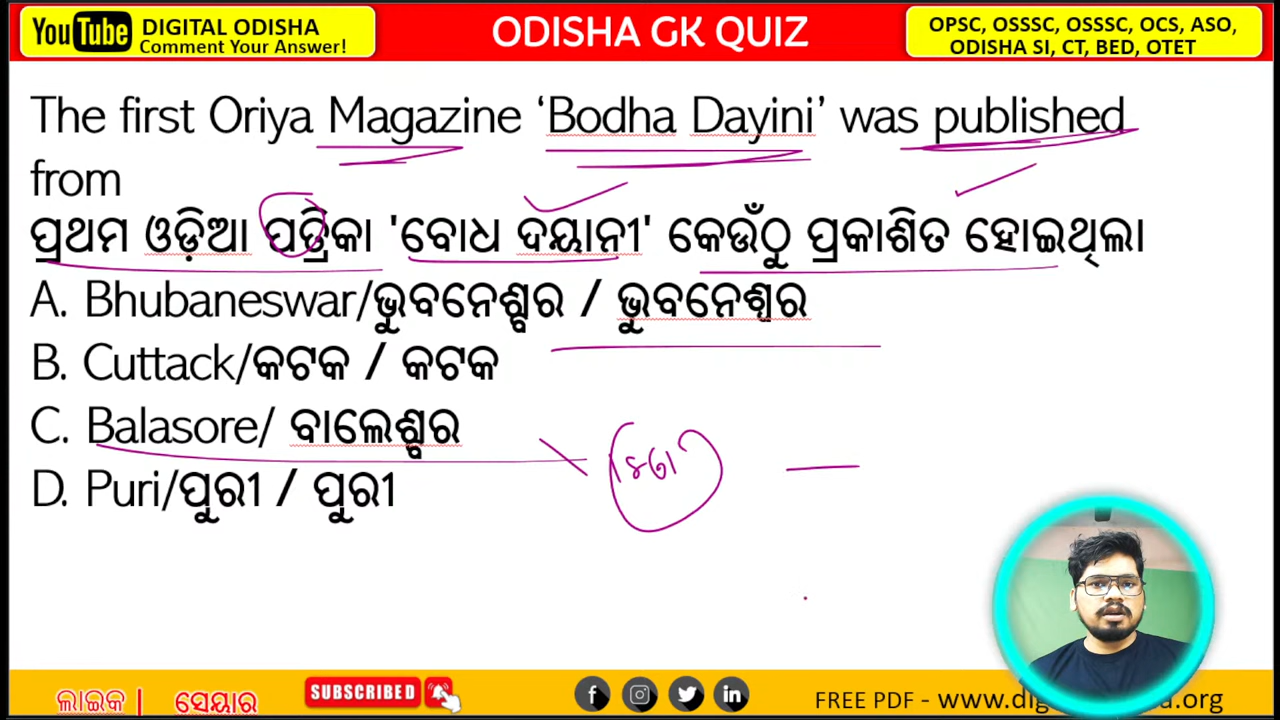 YouTube DIGITAL ODISHA
Comment Your Answer!
ODISHA GK QUIZ
OPSC, OSSSC, OSSSC, OCS, ASO,
ODISHA SI, CT, BED, OTET
The first Oriya Magazine ‘Bodha Dayini’ was published
from
ପ୍ରଥମ ଓଡ଼ିଆ ପତ୍ରିକା 'ବୋଧ ଦୟାନୀ' କେଉଁଠୁ ପ୍ରକାଶିତ ହୋଇଥିଲା
A. Bhubaneswar/ଭୁବନେଶ୍ବର / ଭୁବନେଶ୍ୱର
B. Cuttack/କଟକ / କଟକ
C. Balasore/ ବାଲେଶ୍ବର
D. Puri/ପୁରୀ / ପୁରୀ
ଲାଇକ | ସେୟାର
SUBSCRIBED
FREE PDF - www.dig
.org